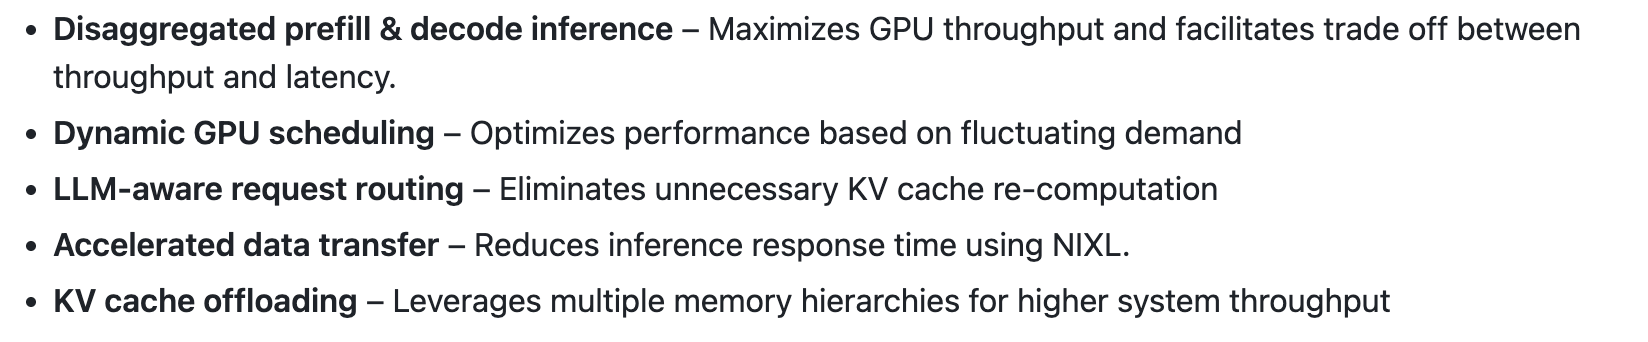 • Disaggregated prefill & decode inference – Maximizes GPU throughput and facilitates trade off between
throughput and latency.
• Dynamic GPU scheduling – Optimizes performance based on fluctuating demand
• LLM-aware request routing – Eliminates unnecessary KV cache re-computation
• Accelerated data transfer – Reduces inference response time using NIXL.
• KV cache offloading – Leverages multiple memory hierarchies for higher system throughput